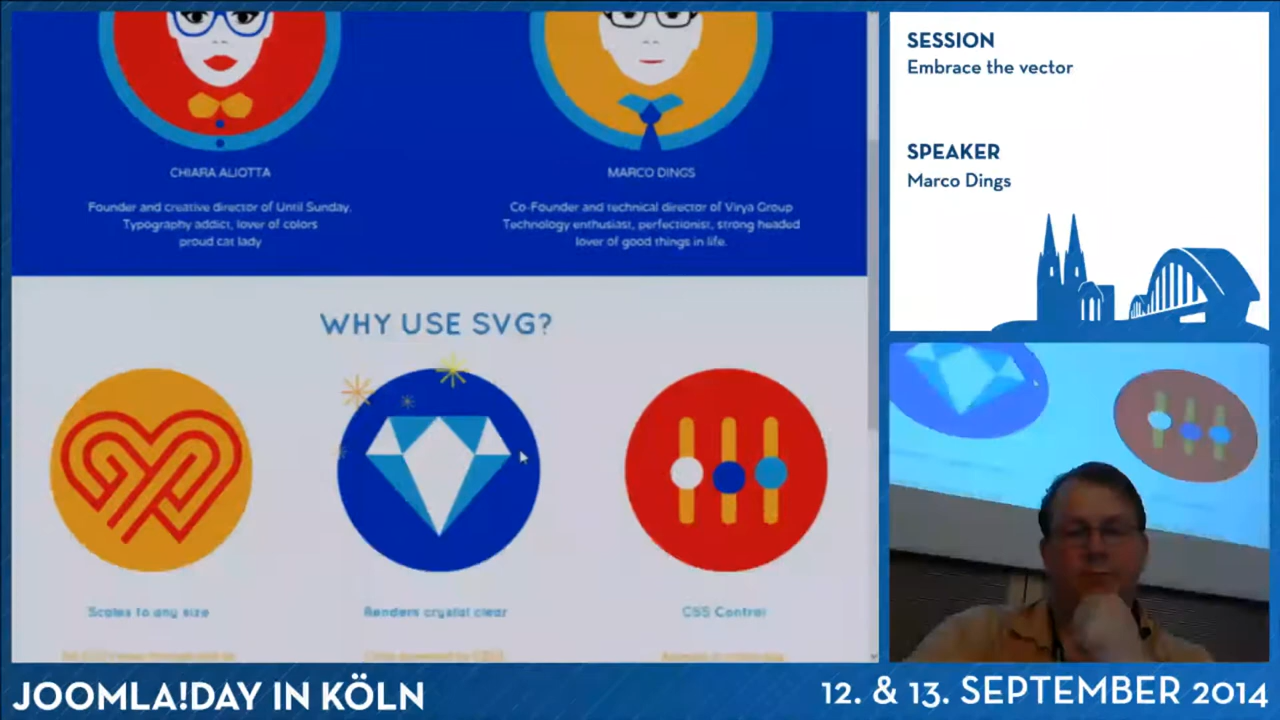 SESSION
Embrace the vector
SPEAKER
Marco Dings
CHIARA ALIOTTA
Founder and creative director of Until Sunday.
Typography addict, lover of colors
proud cat lady
MARCO DINGS
Co-Founder and technical director of Virya Group
Technology enthusiast, perfectionist, strong headed
lover of good things in life.
WHY USE SVG?
Scales to any size
Renders crystal clear
CSS Control
JOOMLA!DAY IN KÖLN
12. & 13. SEPTEMBER 2014